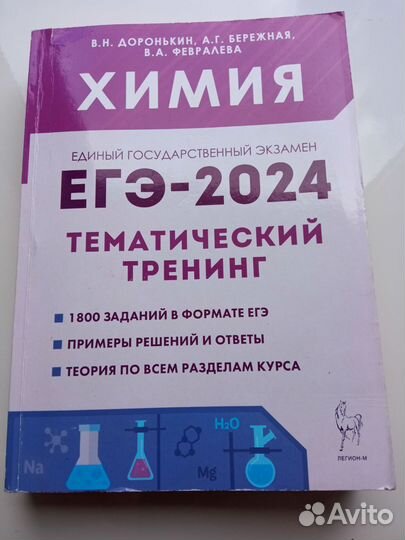 В.Н. ДОРОНЬКИН, А.Г. БЕРЕЖНАЯ,
В.А. ФЕВРАЛЕВА
ХИМИЯ
ЕДИНЫЙ ГОСУДАРСТВЕННЫЙ ЭКЗАМЕН
ЕГЭ-2024
ТЕМАТИЧЕСКИЙ
ТРЕНИНГ
1800 ЗАДАНИЙ В ФОРМАТЕ ЕГЭ
ПРИМЕРЫ РЕШЕНИЙ И ОТВЕТЫ
ТЕОРИЯ ПО ВСЕМ РАЗДЕЛАМ КУРСА
H₂O
Na
Mg
ЛЕГИОН-М
Avito